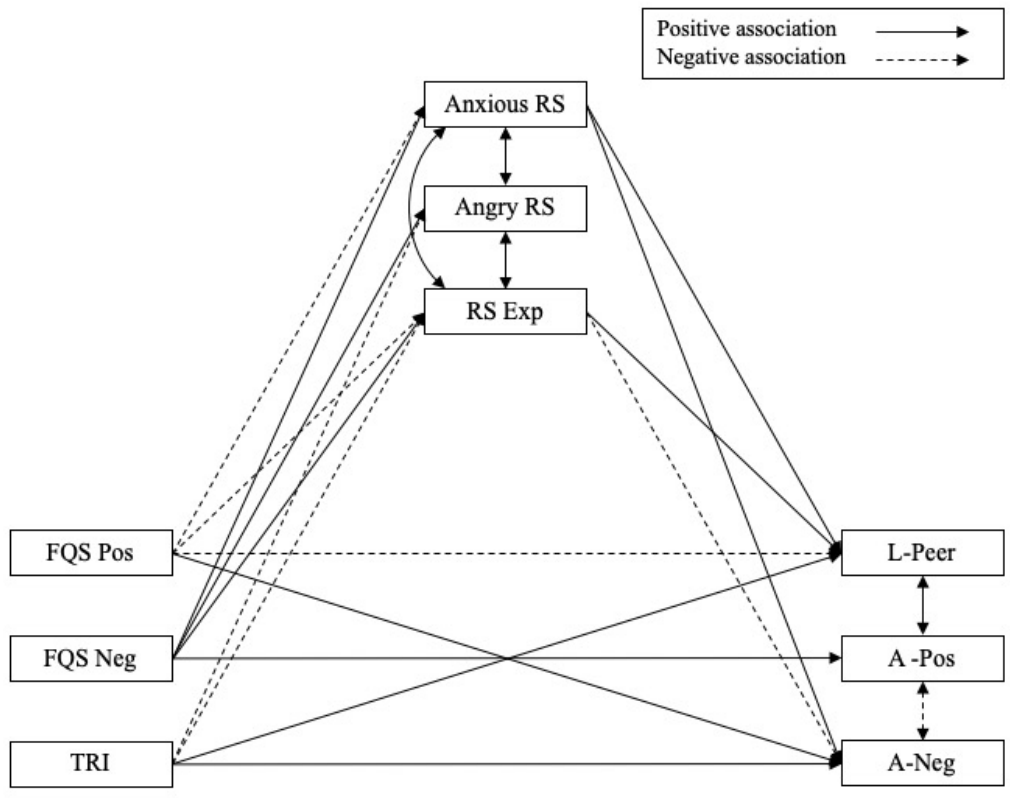 Positive association
Negative association
Anxious RS
Angry RS
RS Exp
FQS Pos
L-Peer
FQS Neg
A -Pos
TRI
A-Neg